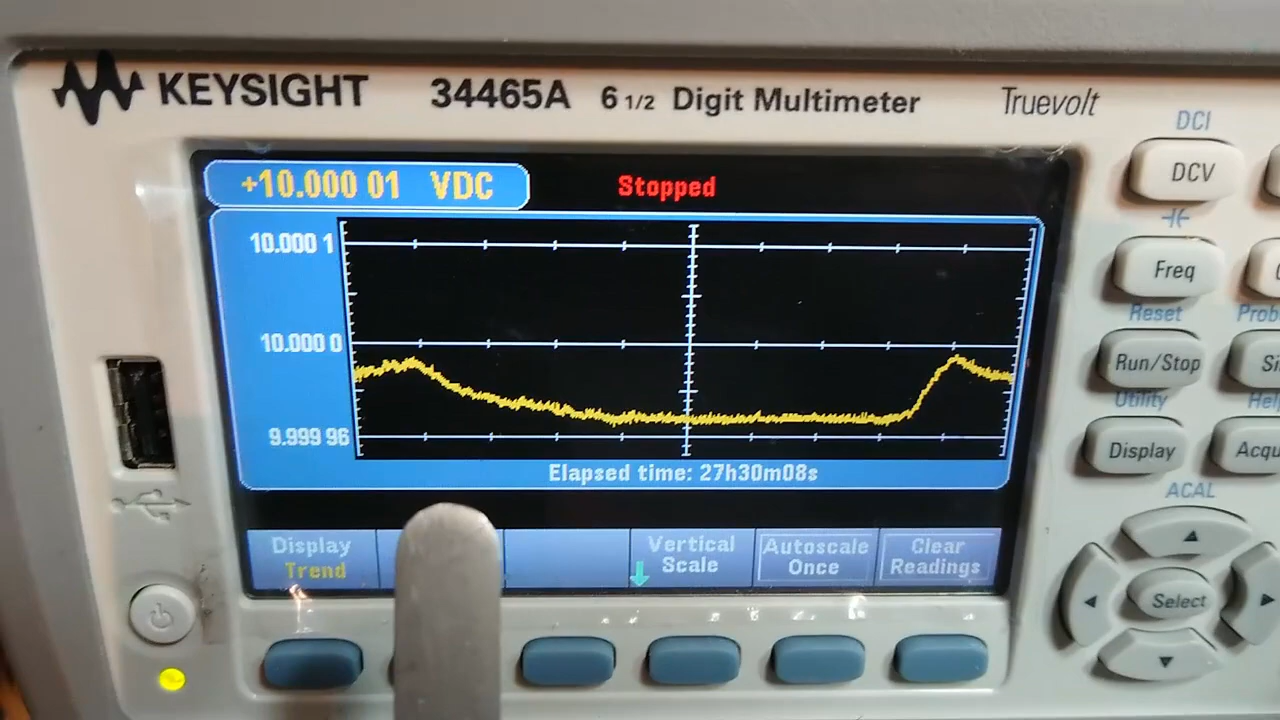 KEYSIGHT 34465A 6 1/2 Digit Multimeter Truevolt
DCI
DCV
+10.000 01 VDC
Stopped
10.000 1
10.000 0
9.999 96
Elapsed time: 27h30m08s
Freq
Reset
Run/Stop
Utility
Display
ACAL
Display
Trend
Vertical
Scale
Autoscale
Once
Clear
Readings
Select